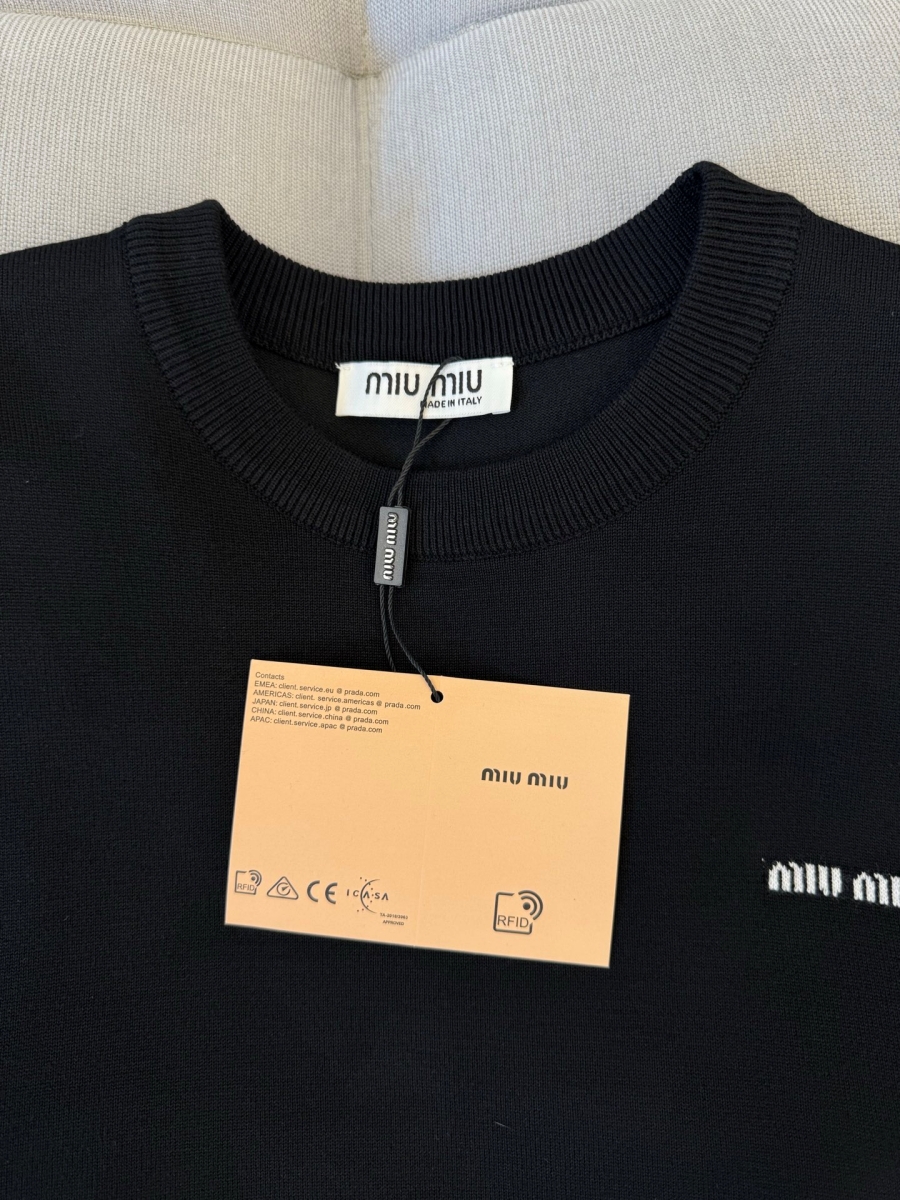 MIU MIU
MADE IN ITALY
MIU MIU
Contacts
EMEA: client.service.eu @ prada.com
AMERICAS: client. service.americas @ prada.com
JAPAN: client.service.jp @ prada.com
CHINA: client.service.china @ prada.com
APAC: client.service.apac @ prada.com
MIU MIU
MIU MI
RFID
CE
ICASA
APPROVED
RFID